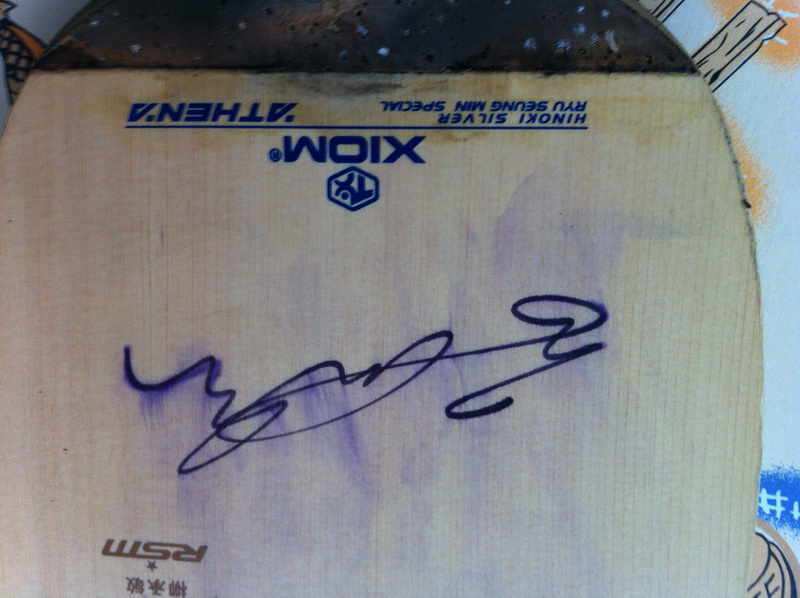 柳承敏
RSM
XIOM®
HINOKI SILVER
RYU SEUNG MIN SPECIAL
ATHENA